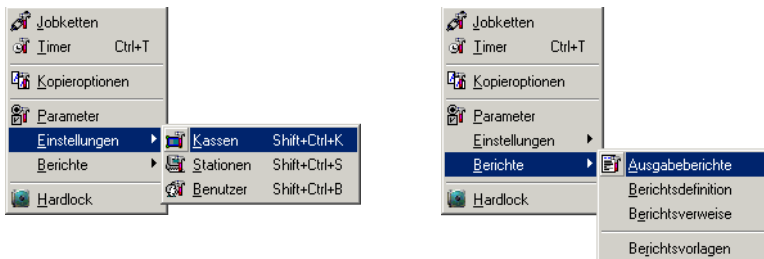 Jobketten
Timer Ctrl+T
Kopieroptionen
Parameter
Einstellungen
Berichte
Hardlock
Kassen Shift+Ctrl+K
Stationen Shift+Ctrl+S
Benutzer Shift+Ctrl+B
Jobketten
Timer Ctrl+T
Kopieroptionen
Parameter
Einstellungen
Berichte
Hardlock
Ausgabeberichte
Berichtsdefinition
Berichtsverweise
Berichtsvorlagen